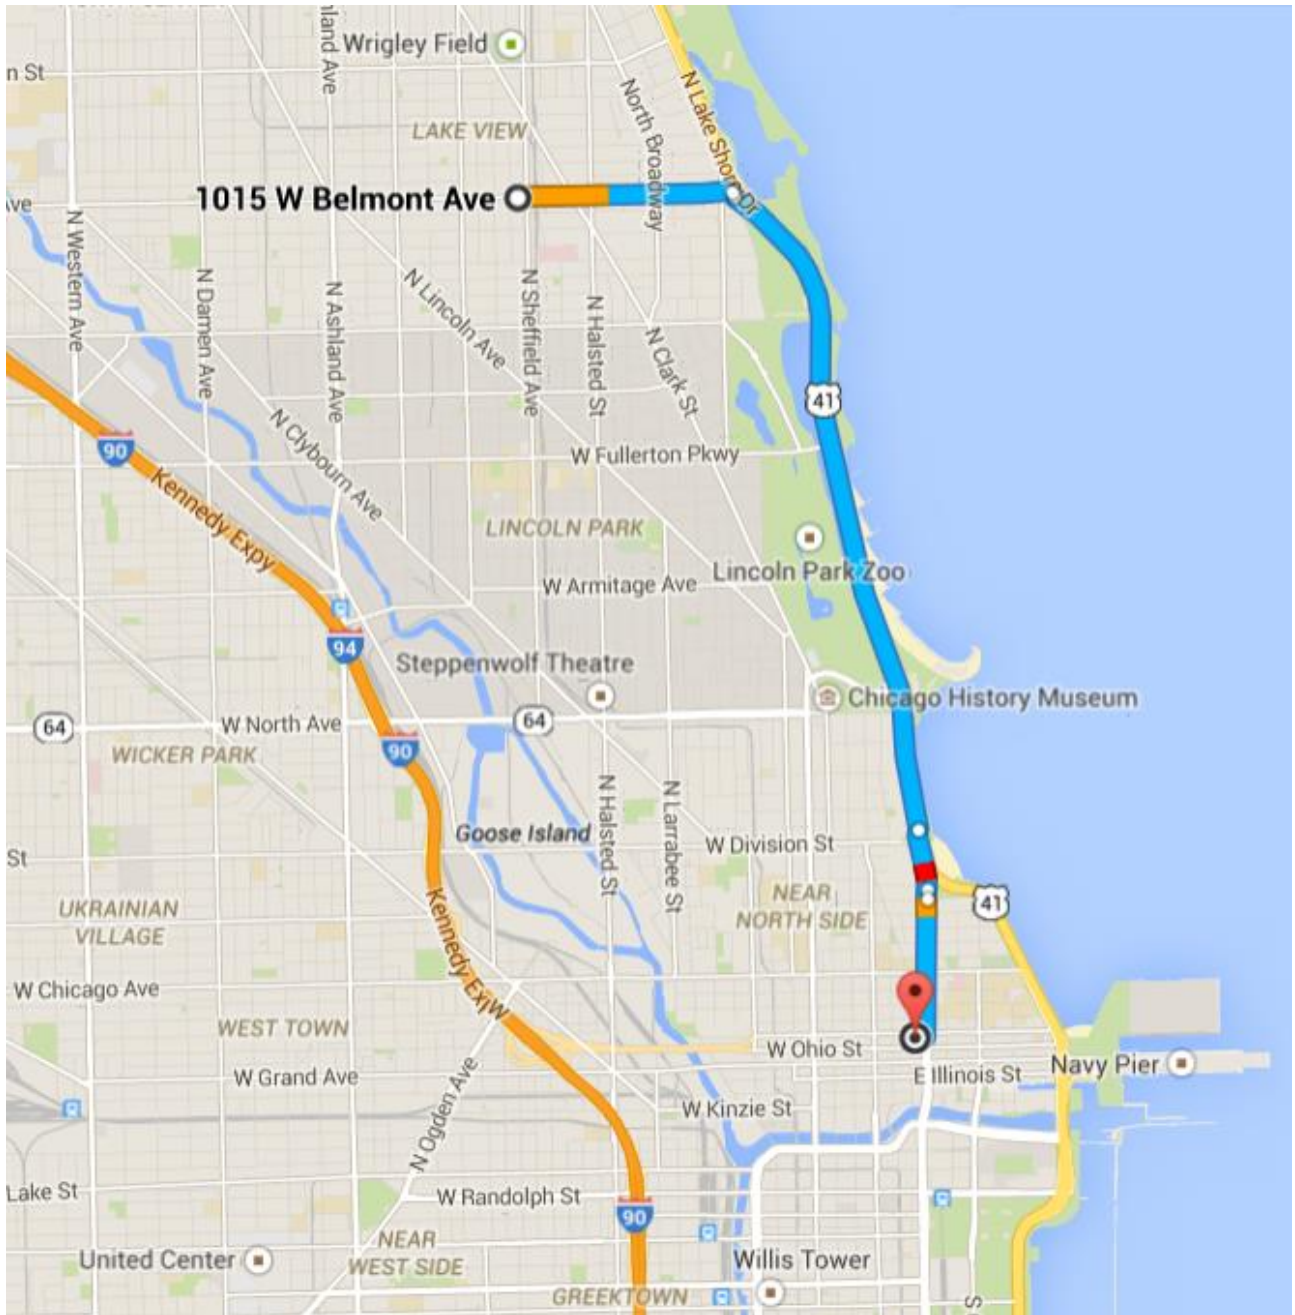 hland Ave
Wrigley Field
n St
N Lake Shore Dr
North Broadway
LAKE VIEW
1015 W Belmont Ave
Ave
N Western Ave
N Damen Ave
N Ashland Ave
N Lincoln Ave
N Sheffield Ave
N Halsted St
N Clark St
41
90
W Fullerton Pkwy
N Clybourn Ave
Kennedy Expy
LINCOLN PARK
Lincoln Park Zoo
W Armitage Ave
94
Steppenwolf Theatre
Chicago History Museum
64
W North Ave
64
WICKER PARK
90
N Halsted St
N Larrabee St
Goose Island
W Division St
St
NEAR
NORTH SIDE
41
UKRAINIAN
VILLAGE
Kennedy Expy
W Chicago Ave
WEST TOWN
W Ohio St
Navy Pier
W Grand Ave
E Illinois St
N Ogden Ave
W Kinzie St
Lake St
W Randolph St
90
NEAR
WEST SIDE
United Center
Willis Tower
GREEKTOWN
S